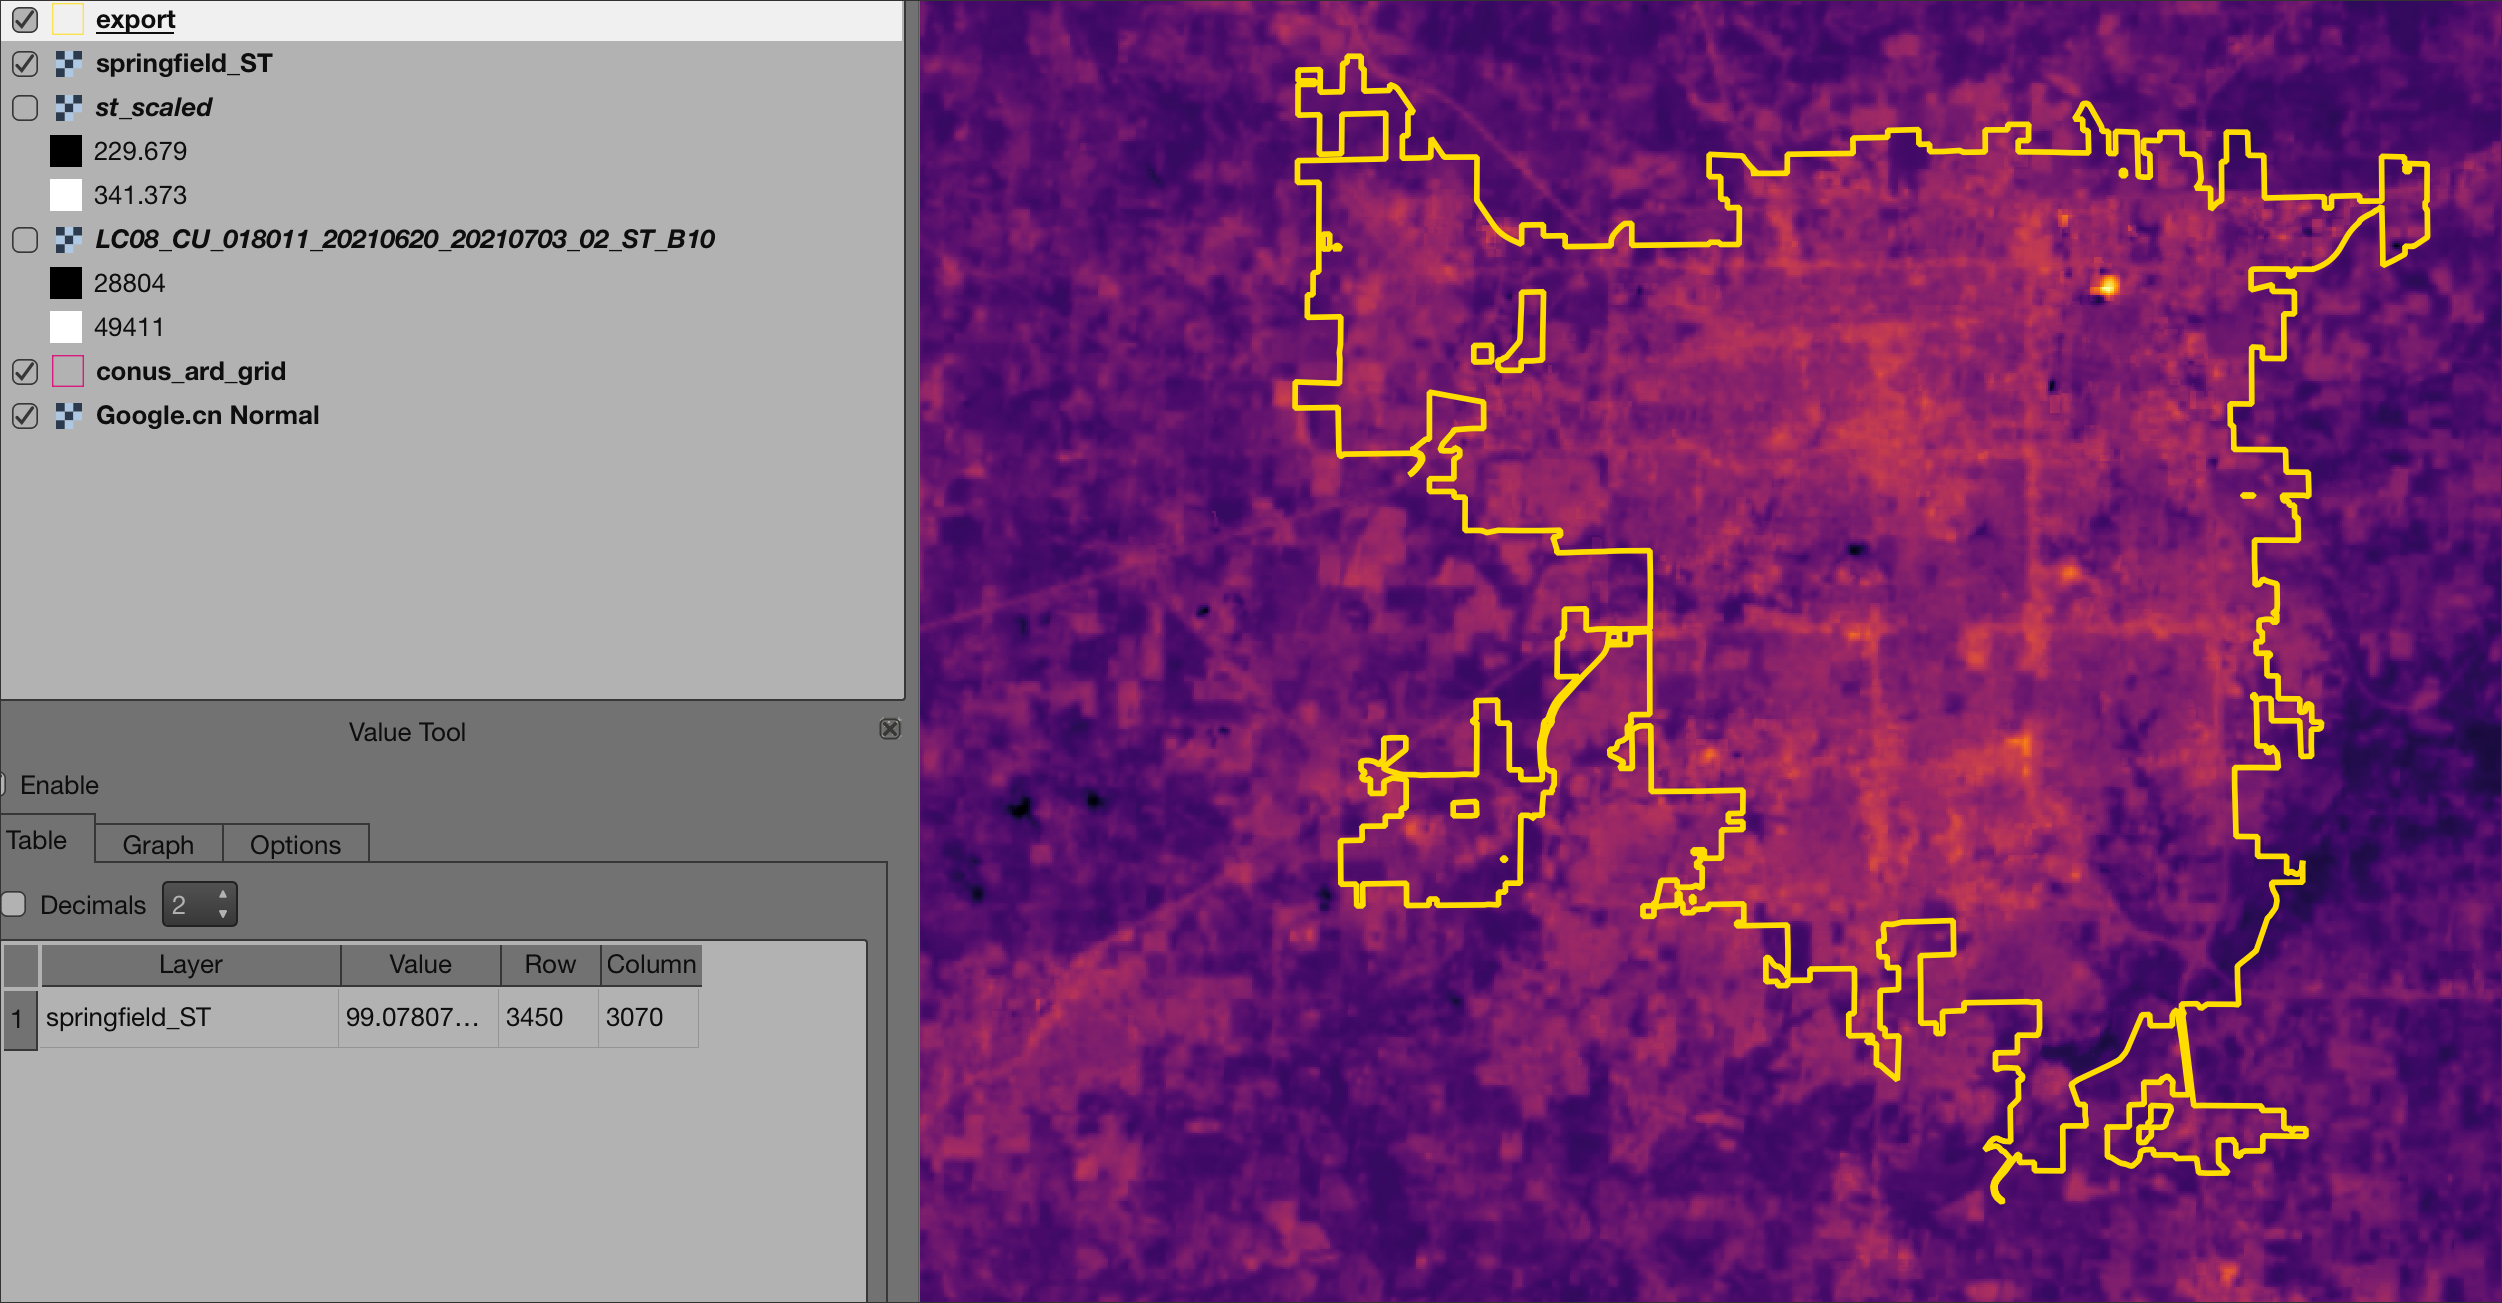 export
springfield_ST
st_scaled
229.679
341.373
LC08_CU_018011_20210620_20210703_02_ST_B10
28804
49411
conus_ard_grid
Google.cn Normal
Value Tool
Enable
Table Graph Options
Decimals 2
Layer Value Row Column
1 springfield_ST 99.07807... 3450 3070